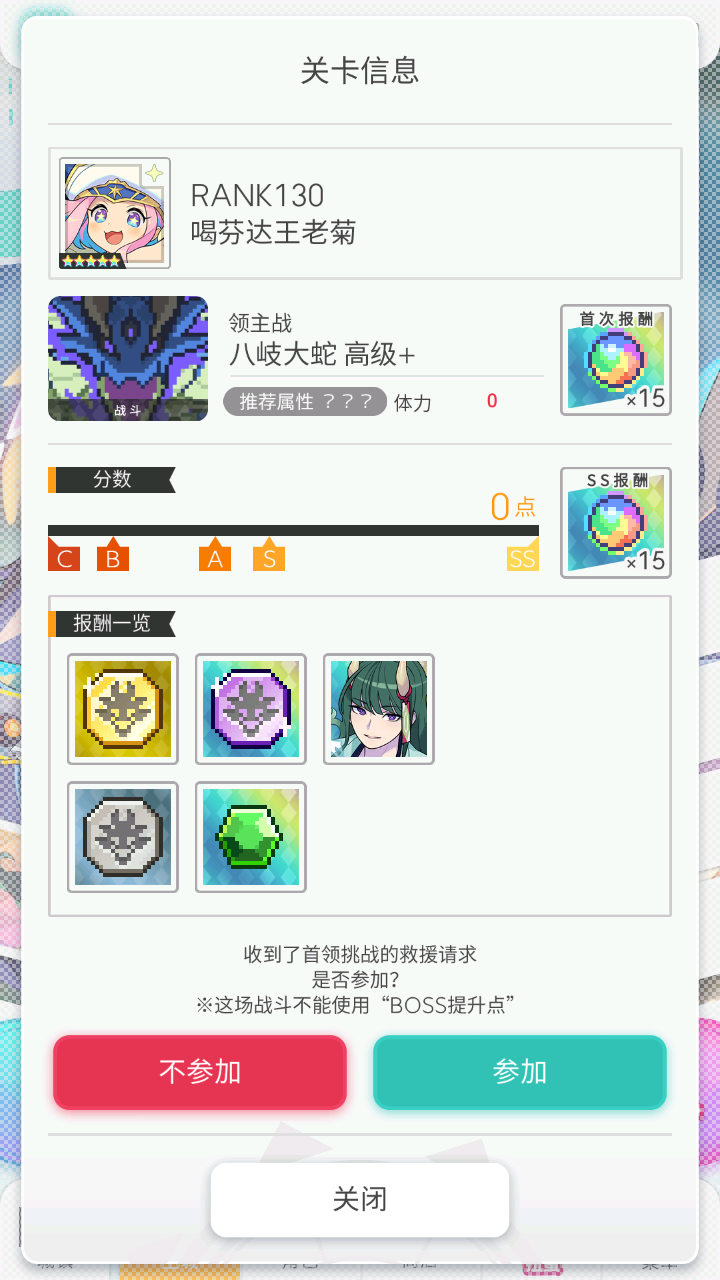 关卡信息
RANK130
喝芬达王老菊
领主战
八岐大蛇 高级+
推荐属性 ？？？
体力
0
战斗
首次报酬
×15
分数
0点
C B A S SS
SS报酬
×15
报酬一览
收到了首领挑战的救援请求
是否参加?
※这场战斗不能使用“BOSS提升点”
不参加
参加
关闭